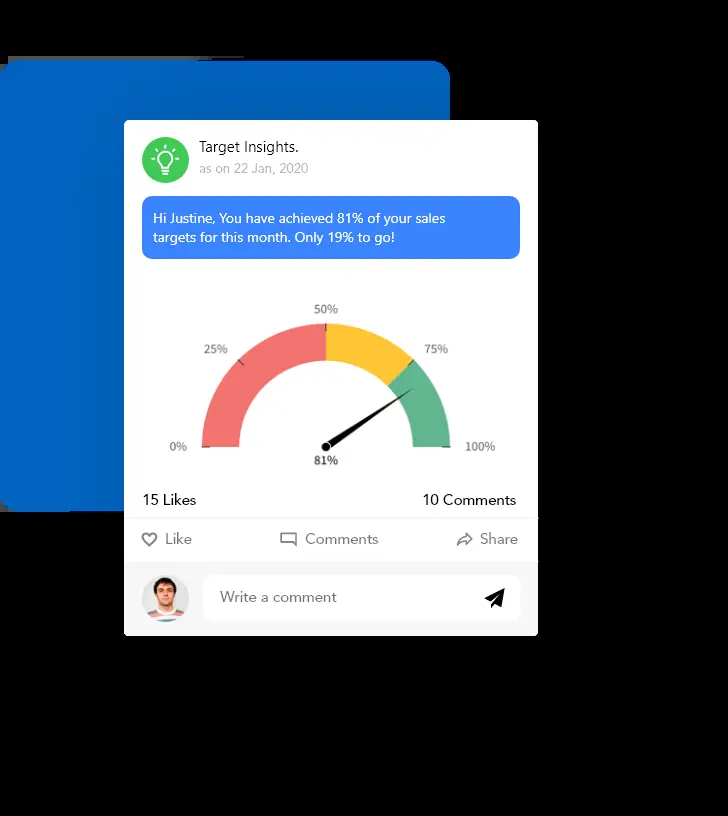 Target Insights.
as on 22 Jan, 2020
Hi Justine, You have achieved 81% of your sales
targets for this month. Only 19% to go!
50%
25%
75%
0%
100%
81%
15 Likes
10 Comments
Like
Comments
Share
Write a comment